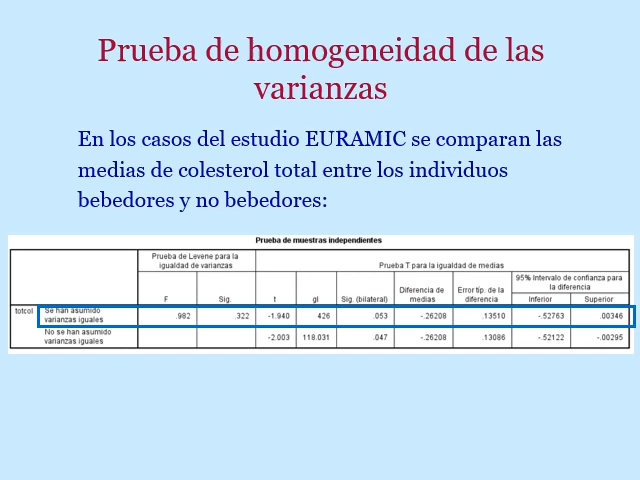 Prueba de homogeneidad de las
varianzas
En los casos del estudio EURAMIC se comparan las
medias de colesterol total entre los individuos
bebedores y no bebedores:
Prueba de muestras independientes
Prueba de Levene para la igualdad de varianzas
Prueba T para la igualdad de medias
95% Intervalo de confianza para la diferencia
F Sig. t gl Sig. (bilateral) Diferencia de medias Error típ. de la diferencia Inferior Superior
totcol Se han asumido varianzas iguales .982 .322 -1.940 426 .053 -.26208 .13510 -.52763 .00346
No se han asumido varianzas iguales -2.003 118.031 .047 -.26208 .13086 -.52122 -.00295